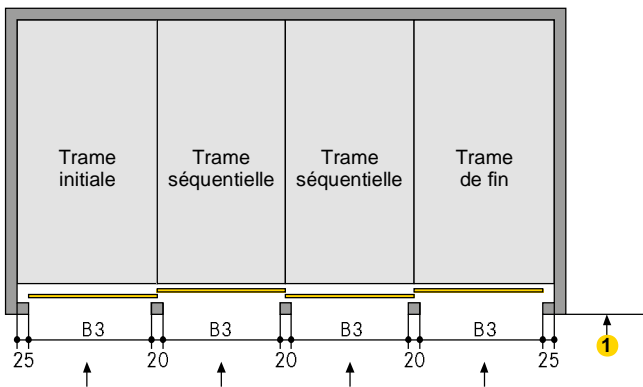 Trame
initiale
Trame
séquentielle
Trame
séquentielle
Trame
de fin
B3 B3 B3 B3
25 20 20 20 25
1